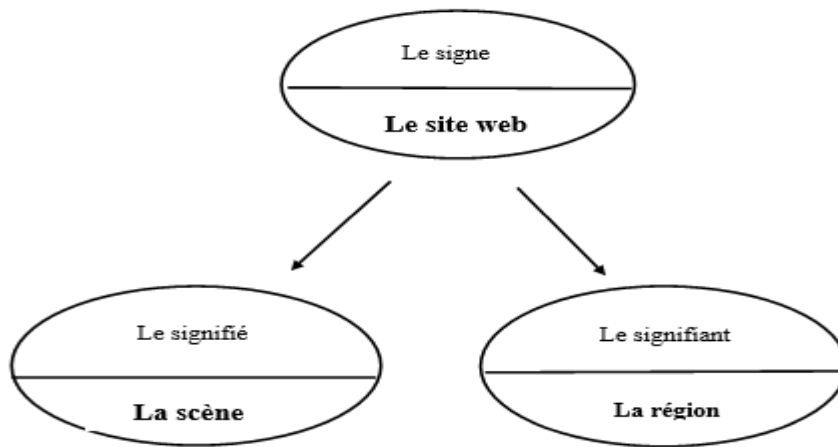 Le signe
Le site web
Le signifié
La scène
Le signifiant
La région